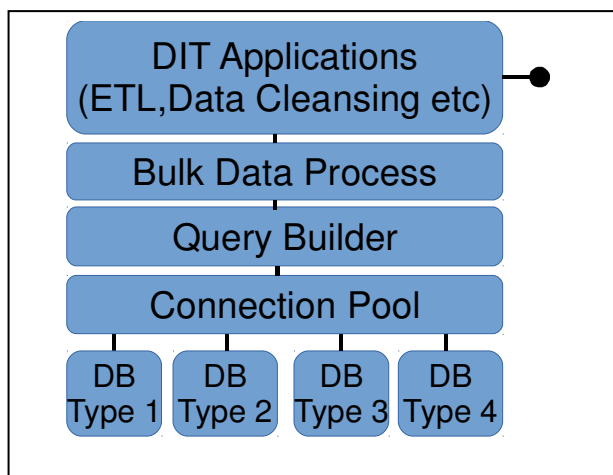 DIT Applications
(ETL,Data Cleansing etc)
Bulk Data Process
Query Builder
Connection Pool
DB
Type 1
DB
Type 2
DB
Type 3
DB
Type 4